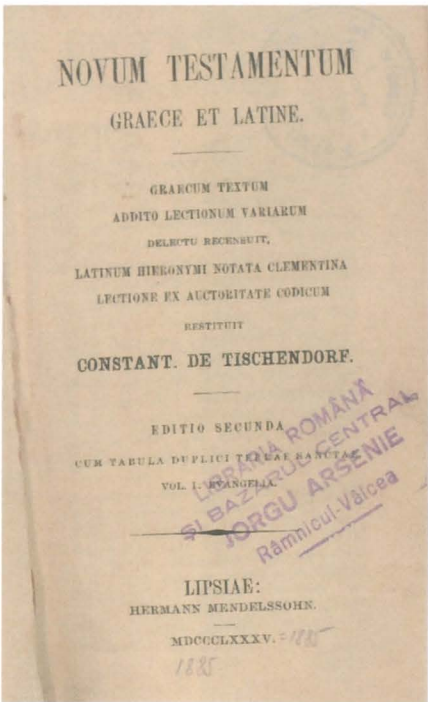 NOVUM TESTAMENTUM
GRAECE ET LATINE.
GRAECUM TEXTUM
ADDITO LECTIONUM VARIARUM
DELECTU RECENSUIT,
LATINUM HIERONYMI NOTATA CLEMENTINA
LECTIONE EX AUCTORITATE CODICUM
RESTITUIT
CONSTANT. DE TISCHENDORF.
EDITIO SECUNDA
CUM TABULA DUPLICI TERRAE SANCTAE.
VOL. I. EVANGELIA.
LIBRĂRIA ROMÂNĂ
ȘI BAZARUL CENTRAL
JORGU ARSENIE
Râmnicul-Vâlcea
LIPSIAE:
HERMANN MENDELSSOHN.
MDCCCLXXXV. =1885
1885